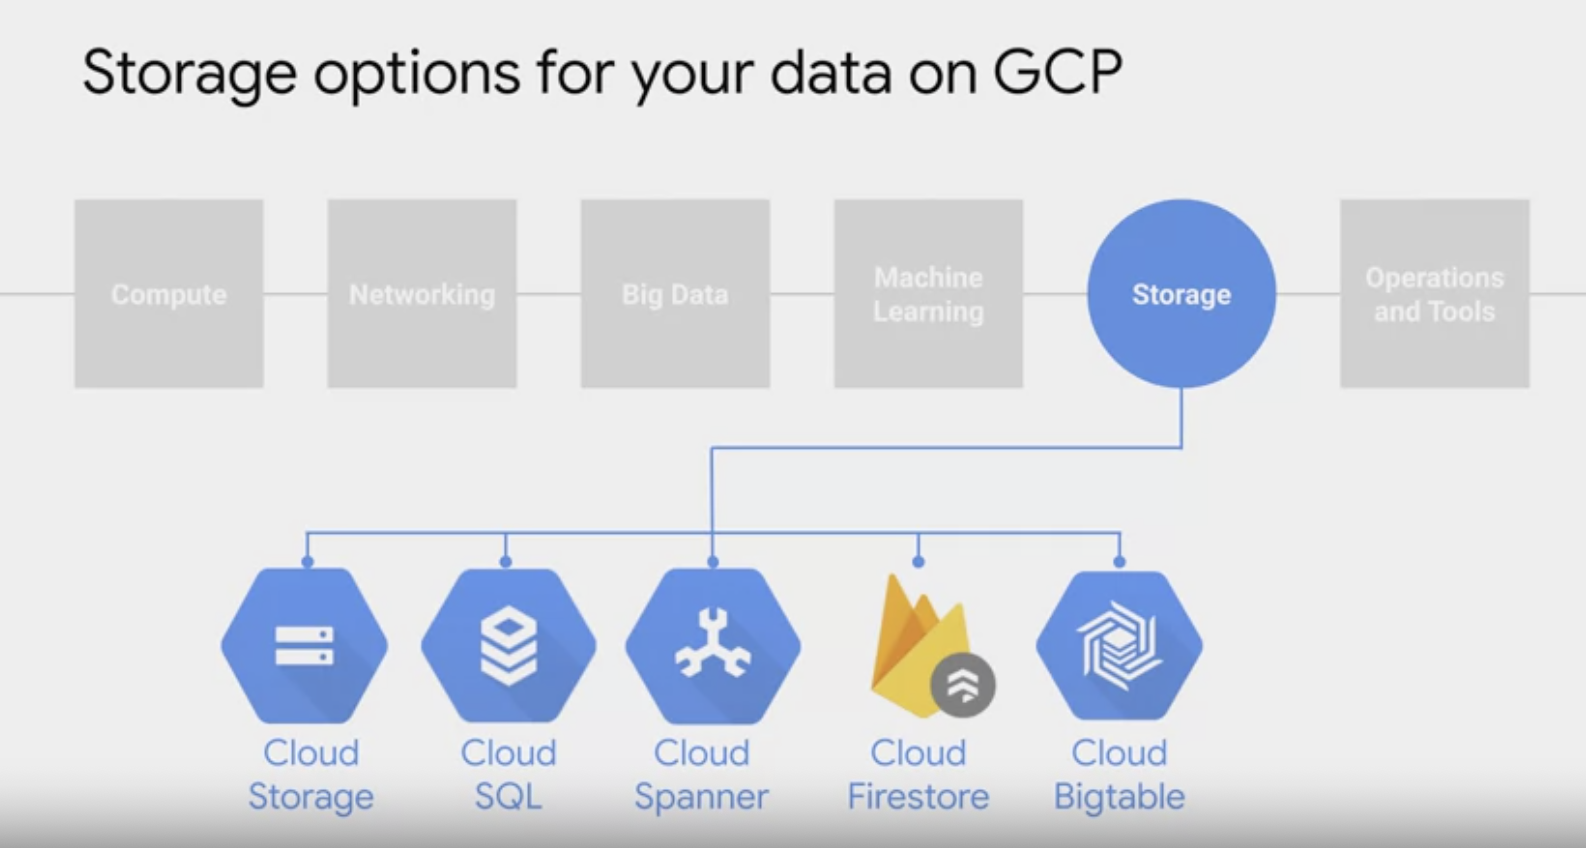 Storage options for your data on GCP
Compute
Networking
Big Data
Machine
Learning
Storage
Operations
and Tools
Cloud
Storage
Cloud
SQL
Cloud
Spanner
Cloud
Firestore
Cloud
Bigtable